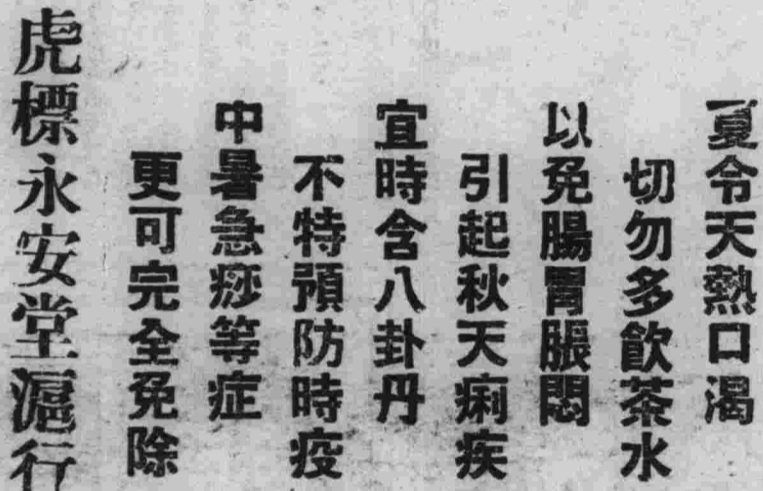 夏令天熱口渴
切勿多飲茶水
以免腸胃脹悶
引起秋天痢疾
宜時含八卦丹
不特預防時疫
中暑急痧等症
更可完全免除
虎標永安堂滬行